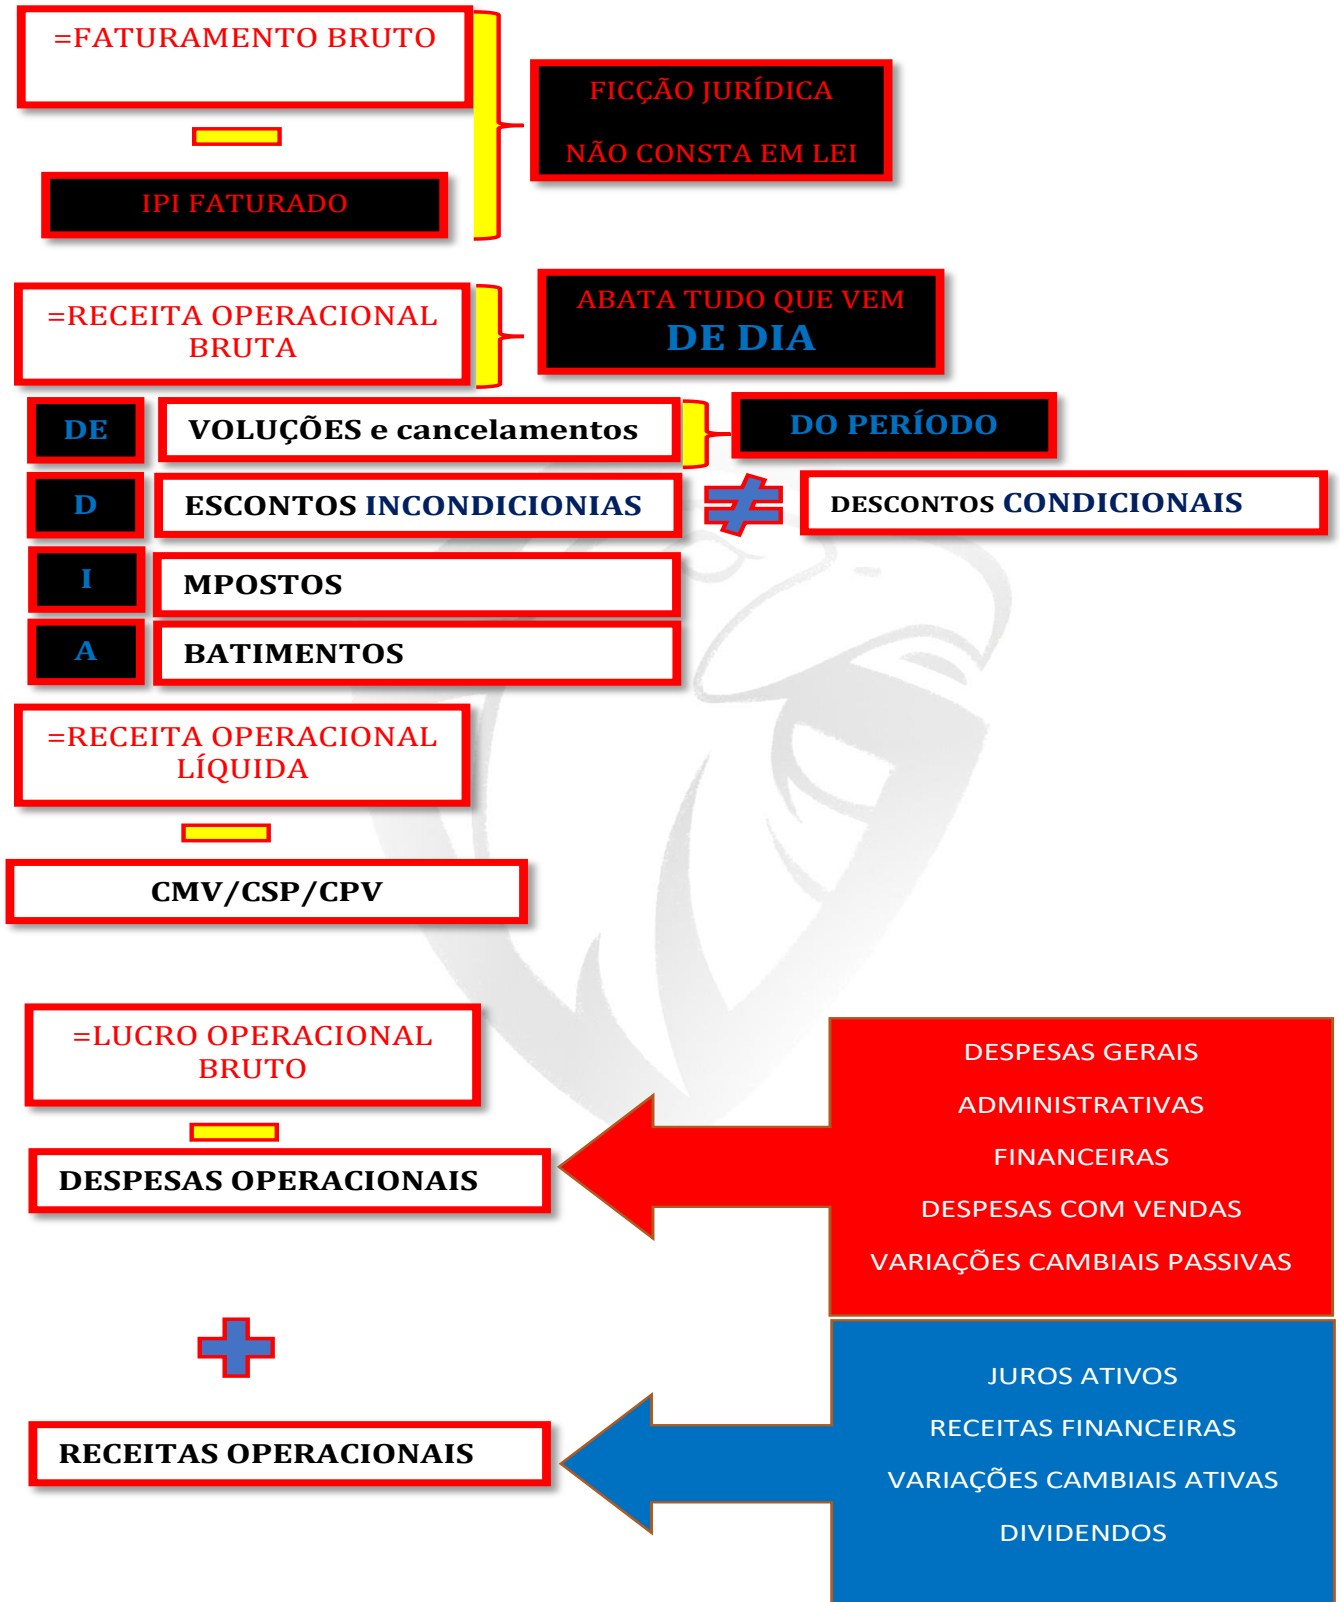 =FATURAMENTO BRUTO
FICÇÃO JURÍDICA
NÃO CONSTA EM LEI
IPI FATURADO
=RECEITA OPERACIONAL
BRUTA
ABATA TUDO QUE VEM
DE DIA
DE VOLUÇÕES e cancelamentos DO PERÍODO
D ESCONTOS INCONDICIONIAS ≠ DESCONTOS CONDICIONAIS
I MPOSTOS
A BATIMENTOS
=RECEITA OPERACIONAL
LÍQUIDA
CMV/CSP/CPV
=LUCRO OPERACIONAL
BRUTO
DESPESAS OPERACIONAIS
DESPESAS GERAIS
ADMINISTRATIVAS
FINANCEIRAS
DESPESAS COM VENDAS
VARIAÇÕES CAMBIAIS PASSIVAS
RECEITAS OPERACIONAIS
JUROS ATIVOS
RECEITAS FINANCEIRAS
VARIAÇÕES CAMBIAIS ATIVAS
DIVIDENDOS